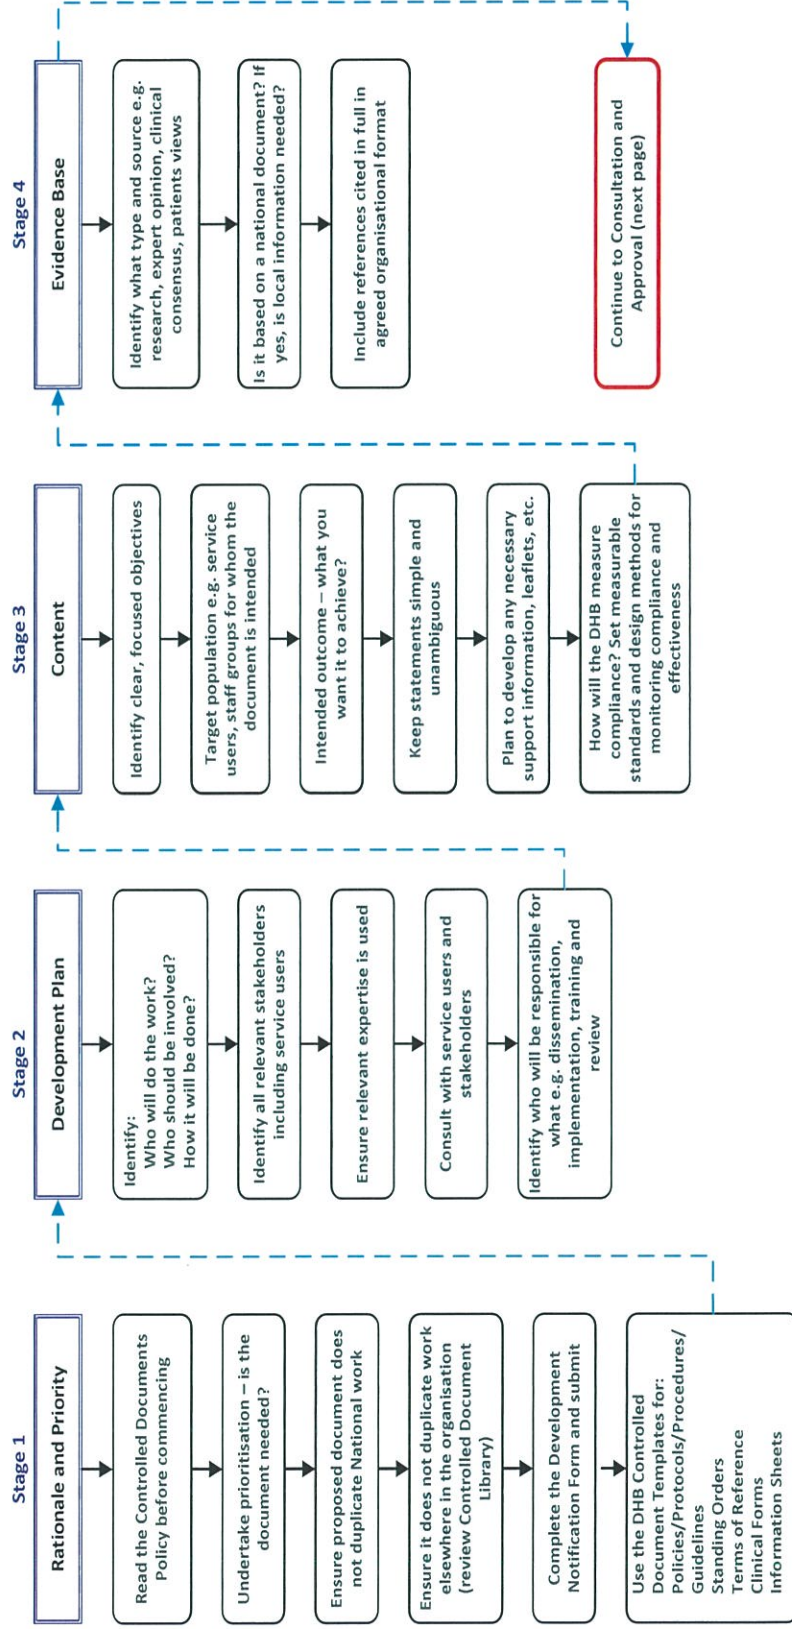 Stage 1
Rationale and Priority
Read the Controlled Documents
Policy before commencing
Undertake prioritisation – is the
document needed?
Ensure proposed document does
not duplicate National work
Ensure it does not duplicate work
elsewhere in the organisation
(review Controlled Document
Library)
Complete the Development
Notification Form and submit
Use the DHB Controlled
Document Templates for:
Policies/Protocols/Procedures/
Guidelines
Standing Orders
Terms of Reference
Clinical Forms
Information Sheets
Stage 2
Development Plan
Identify:
Who will do the work?
Who should be involved?
How it will be done?
Identify all relevant stakeholders
including service users
Ensure relevant expertise is used
Consult with service users and
stakeholders
Identify who will be responsible for
what e.g. dissemination,
implementation, training and
review
Stage 3
Content
Identify clear, focused objectives
Target population e.g. service
users, staff groups for whom the
document is intended
Intended outcome – what you
want it to achieve?
Keep statements simple and
unambiguous
Plan to develop any necessary
support information, leaflets, etc.
How will the DHB measure
compliance? Set measurable
standards and design methods for
monitoring compliance and
effectiveness
Stage 4
Evidence Base
Identify what type and source e.g.
research, expert opinion, clinical
consensus, patients views
Is it based on a national document? If
yes, is local information needed?
Include references cited in full in
agreed organisational format
Continue to Consultation and
Approval (next page)